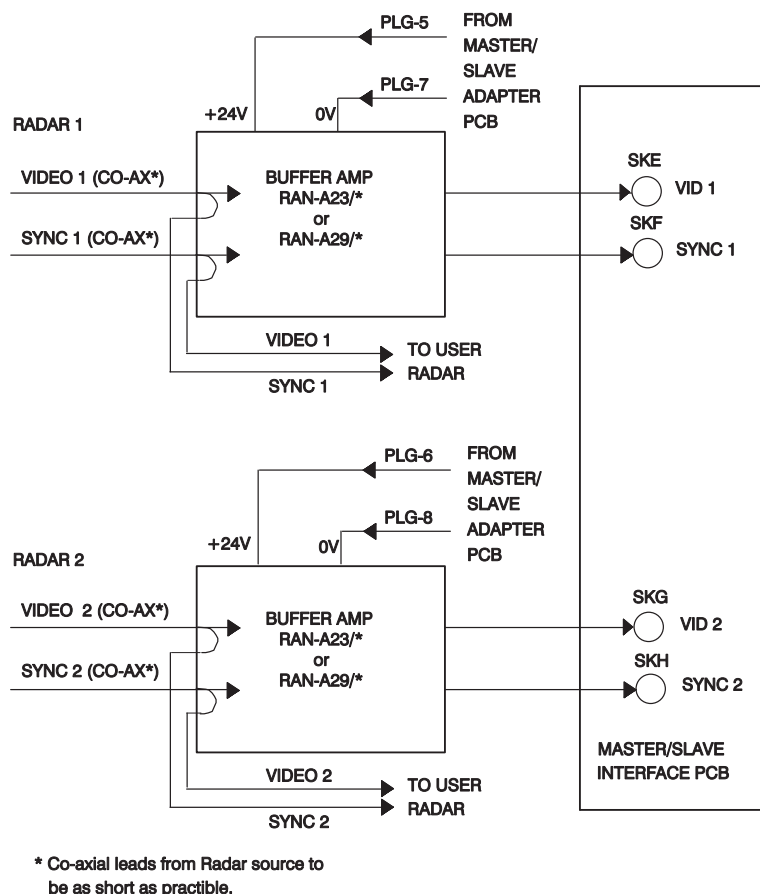 PLG-5
FROM
MASTER/
SLAVE
ADAPTER
PCB
PLG-7
+24V
0V
RADAR 1
VIDEO 1 (CO-AX*)
SYNC 1 (CO-AX*)
BUFFER AMP
RAN-A23/*
or
RAN-A29/*
SKE
VID 1
SKF
SYNC 1
VIDEO 1
SYNC 1
TO USER
RADAR
PLG-6
FROM
MASTER/
SLAVE
ADAPTER
PCB
PLG-8
+24V
0V
RADAR 2
VIDEO 2 (CO-AX*)
SYNC 2 (CO-AX*)
BUFFER AMP
RAN-A23/*
or
RAN-A29/*
SKG
VID 2
SKH
SYNC 2
MASTER/SLAVE
INTERFACE PCB
VIDEO 2
SYNC 2
TO USER
RADAR
* Co-axial leads from Radar source to
be as short as practible.